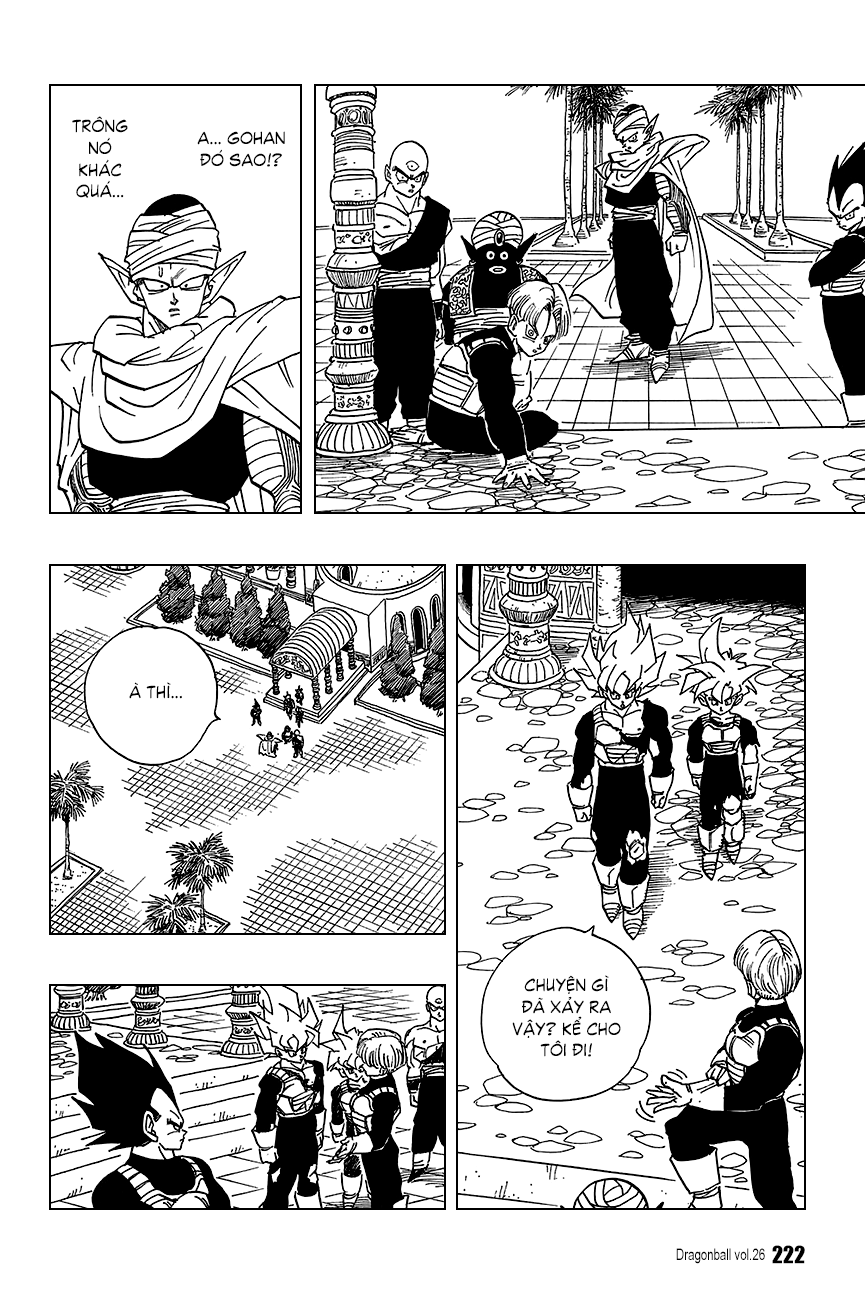 A... GOHAN
ĐÓ SAO!?
TRÔNG
NÓ
KHÁC
QUÁ...
CHUYỆN GÌ
ĐÃ XẢY RA
VẬY? KỂ CHO
TÔI ĐI!
À THÌ...
Dragonball vol.26 222